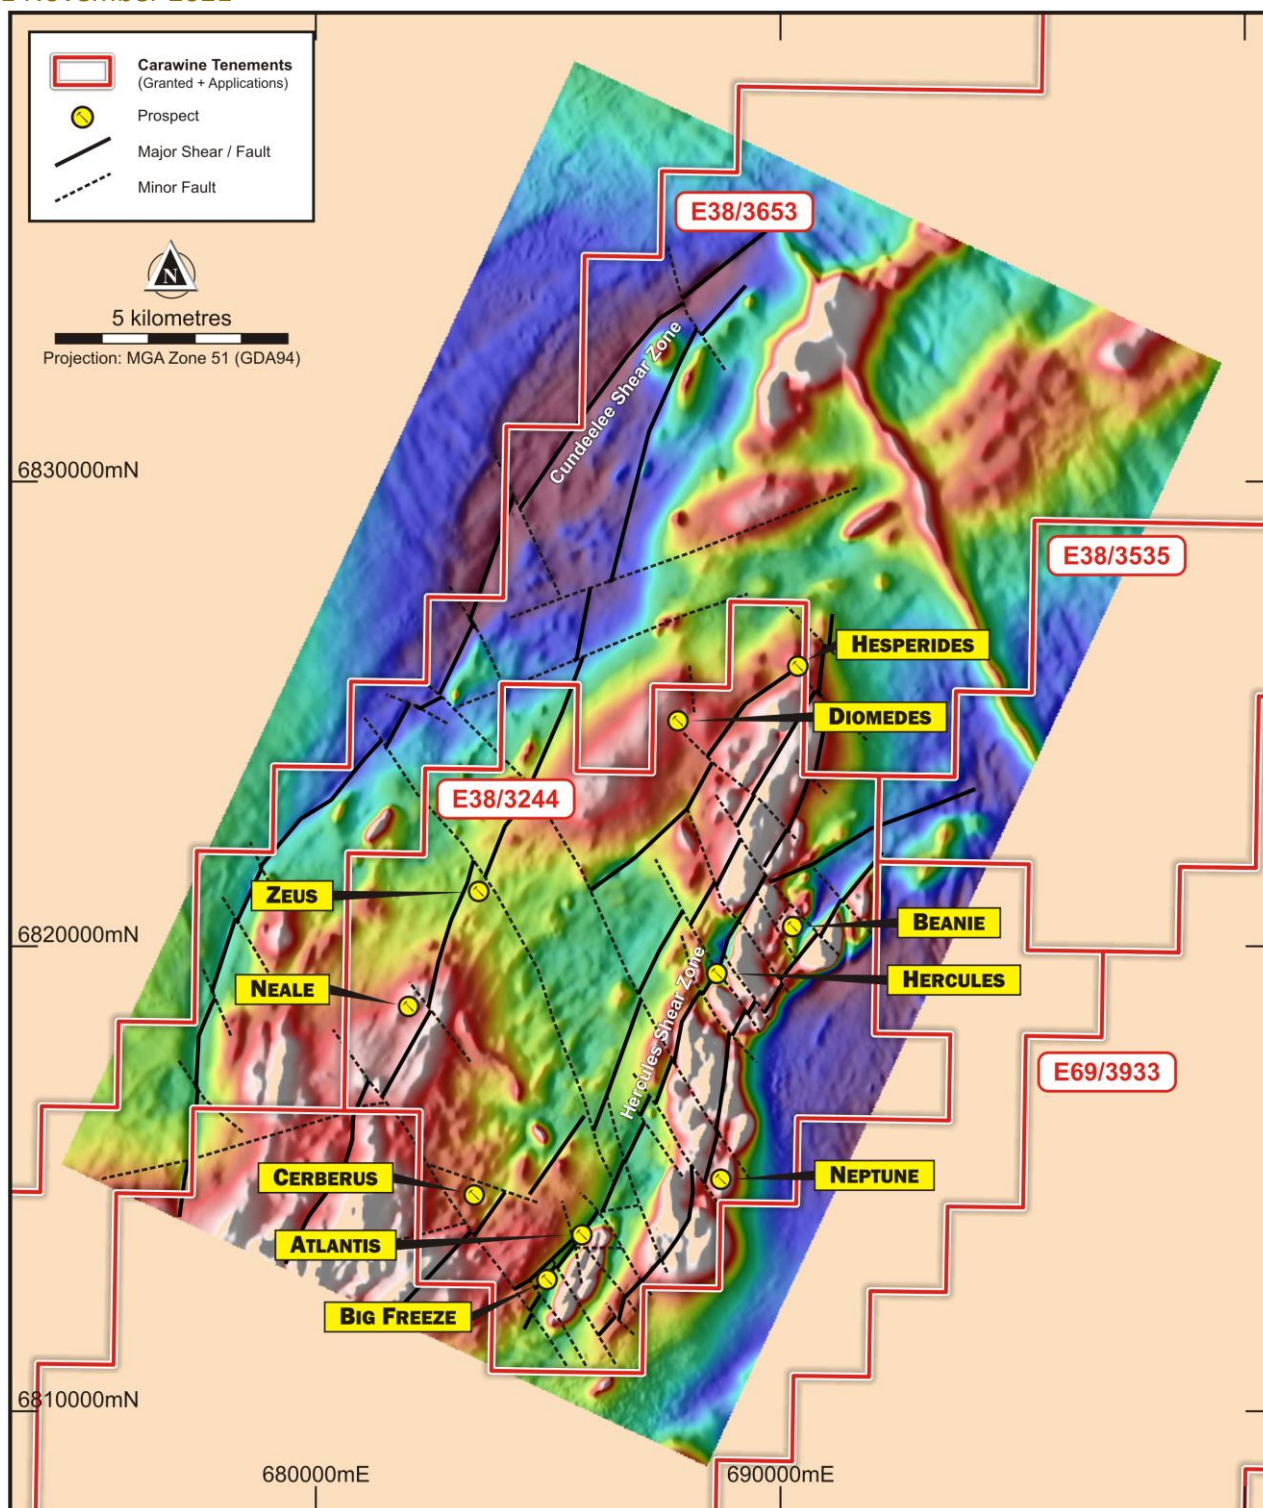 Carawine Tenements
(Granted + Applications)
Prospect
Major Shear / Fault
Minor Fault
N
5 kilometres
Projection: MGA Zone 51 (GDA94)
E38/3653
Cundeelee Shear Zone
6830000mN
E38/3535
HESPERIDES
DIOMEDES
E38/3244
ZEUS
BEANIE
6820000mN
NEALE
HERCULES
Hercules Shear Zone
E69/3933
CERBERUS
NEPTUNE
ATLANTIS
BIG FREEZE
6810000mN
680000mE
690000mE